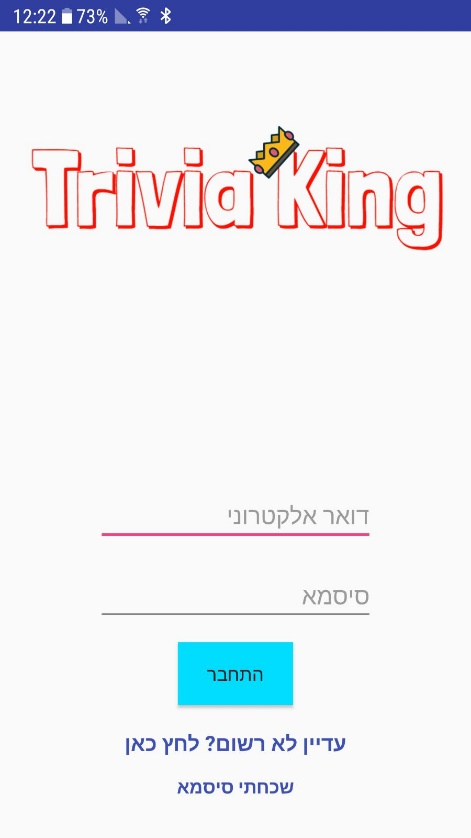 12:22 73%
Trivia King
דואר אלקטרוני
סיסמא
התחבר
עדיין לא רשום? לחץ כאן
שכחתי סיסמא